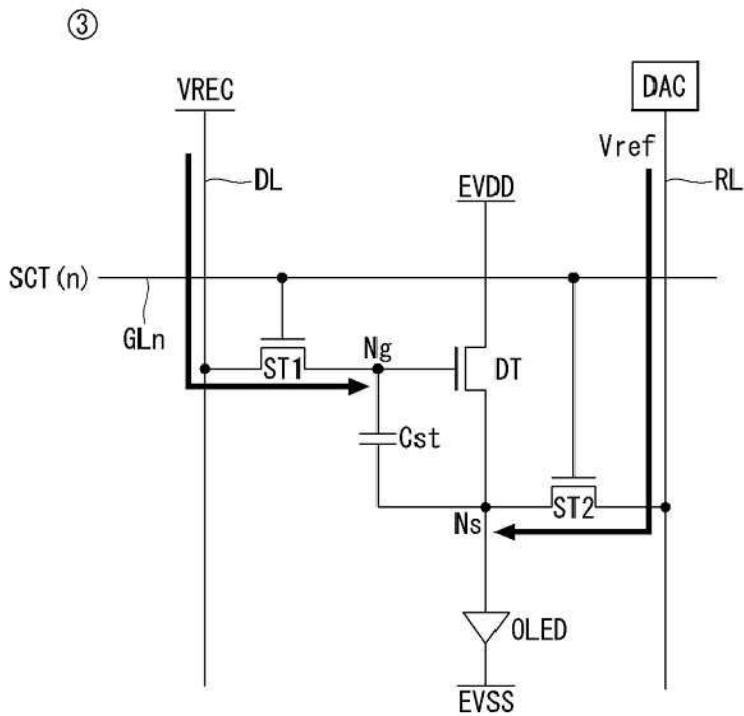 ③
VREC
DAC
Vref
DL
RL
EVDD
SCT(n)
GLn
ST1
Ng
DT
Cst
ST2
Ns
OLED
EVSS